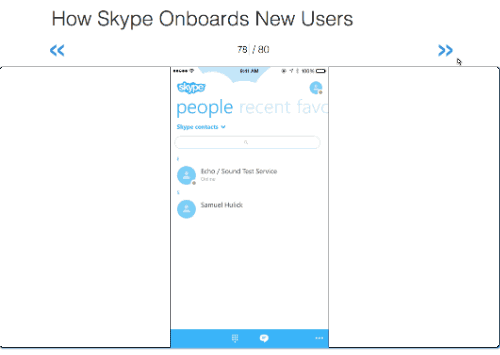 How Skype Onboards New Users
« 78 / 80 »
9:41 AM 100%
skype
people recent favo
Skype contacts
E
Echo / Sound Test Service
Online
S
Samuel Hulick